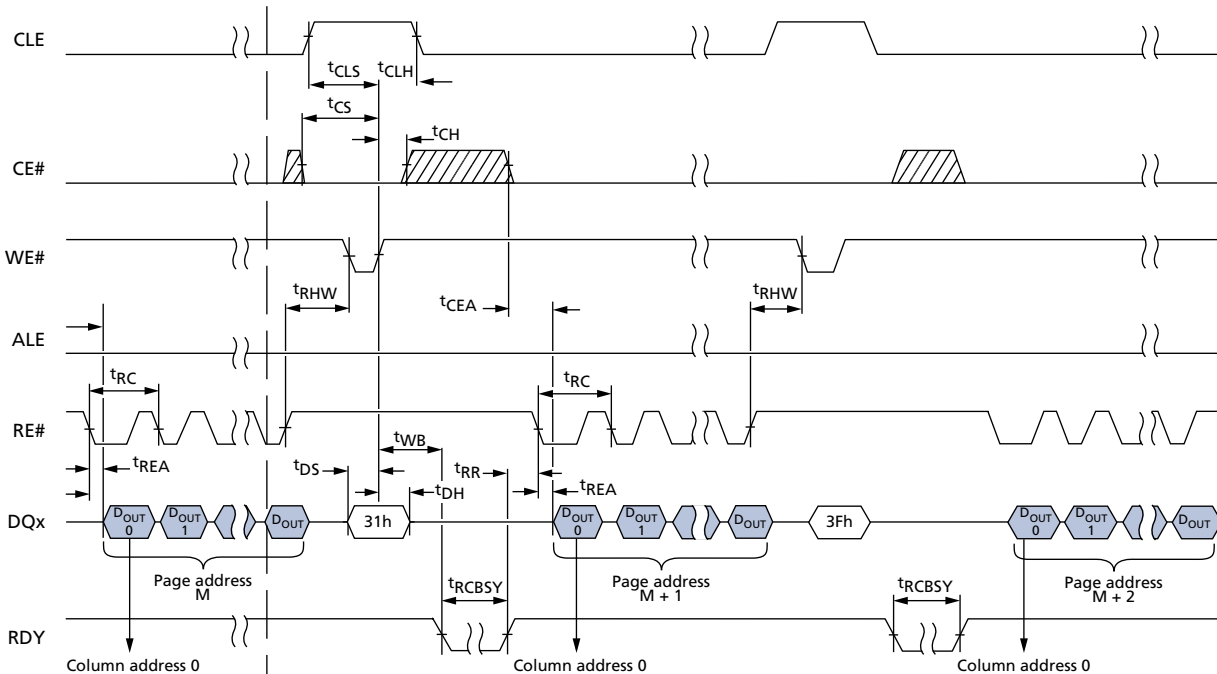 CLE
tCLS
tCLH
tCS
tCH
CE#
WE#
tRHW
tCEA
tRHW
ALE
tRC
tRC
RE#
tWB
tREA
tDS
tRR
tDH
tREA
DQx
DOUT 0
DOUT 1
DOUT
31h
DOUT 0
DOUT 1
DOUT
3Fh
DOUT 0
DOUT 1
DOUT
Page address
M
tRCBSY
Page address
M + 1
tRCBSY
Page address
M + 2
RDY
Column address 0
Column address 0
Column address 0